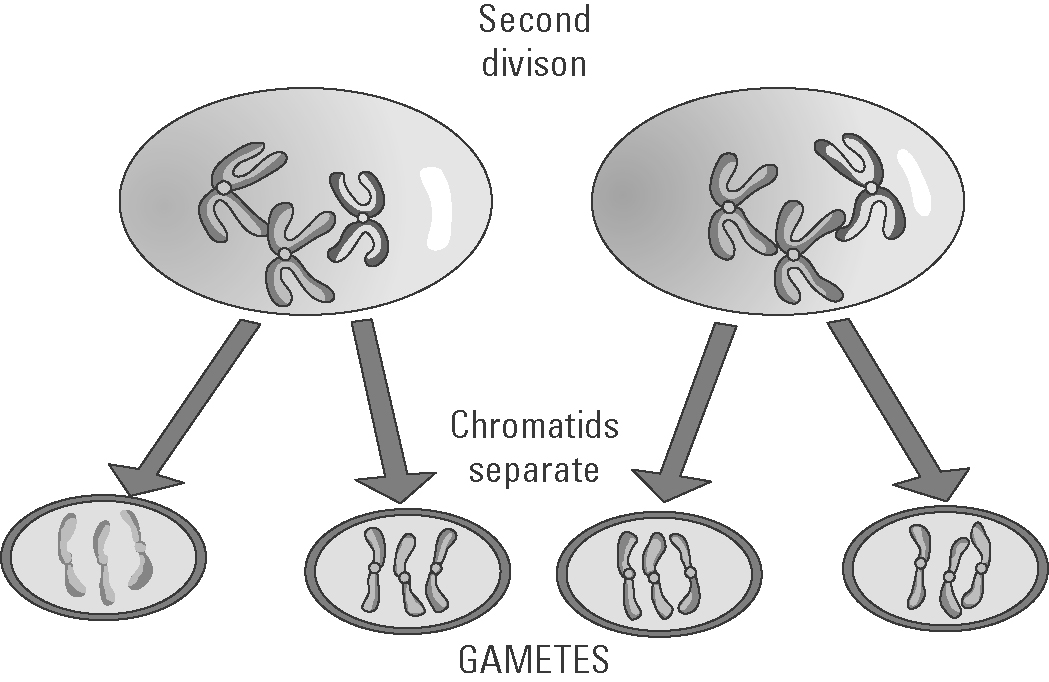 Second
divison
Chromatids
separate
GAMETES